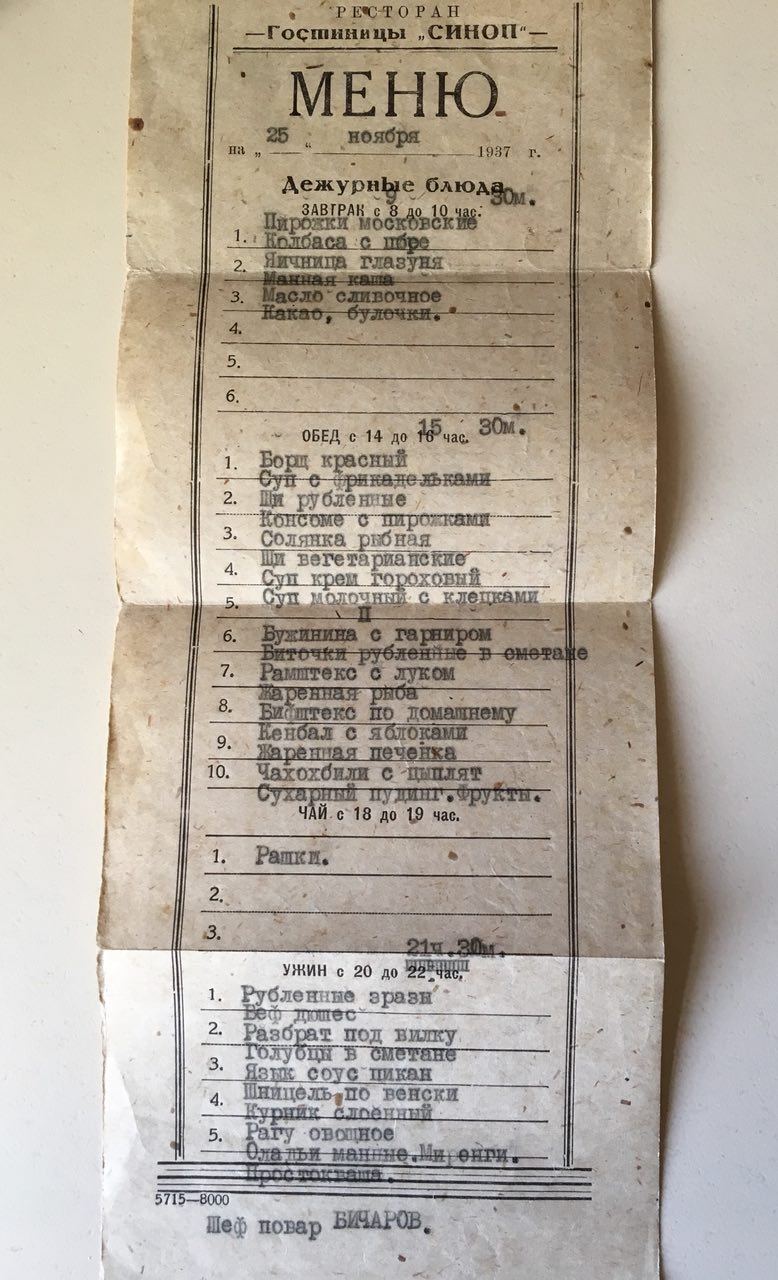 РЕСТОРАН
—Гостиницы „СИНОП"—
МЕНЮ
на „ 25 " ноября 1937 г.
Дежурные блюда
9 30м.
ЗАВТРАК с 8 до 10 час.
Пирожки московские
1. Колбаса с пюре
2. Яичница глазуня
Манная каша
3. Масло сливочное
Какао, булочки.
4.
5.
6.
15 30м.
ОБЕД с 14 до 16 час.
1. Борщ красный
Суп с фрикадельками
2. Щи рубленные
Консоме с пирожками
3. Солянка рыбная
Щи вегетарианские
4. Суп крем гороховый
5. Суп молочный с клецками
П
6. Бужинина с гарниром
Биточки рубленные в сметане
7. Рамштекс с луком
Жаренная рыба
8. Бифштекс по домашнему
Кенбал с яблоками
9. Жаренная печенка
10. Чахохбили с цыплят
Сухарный пудинг.Фрукты.
ЧАЙ с 18 до 19 час.
1. Рашки.
2.
3.
21ч.30м.
УЖИН с 20 до 22 час.
1. Рубленные зразы
Беф дюшес
2. Разбрат под вилку
Голубцы в сметане
3. Язык соус пикан
Шницель по венски
4. Курник слоенный
5. Рагу овощное
Оладьи манные.Миренги.
Простокваша.
5715—8000
Шеф повар БИЧАРОВ.